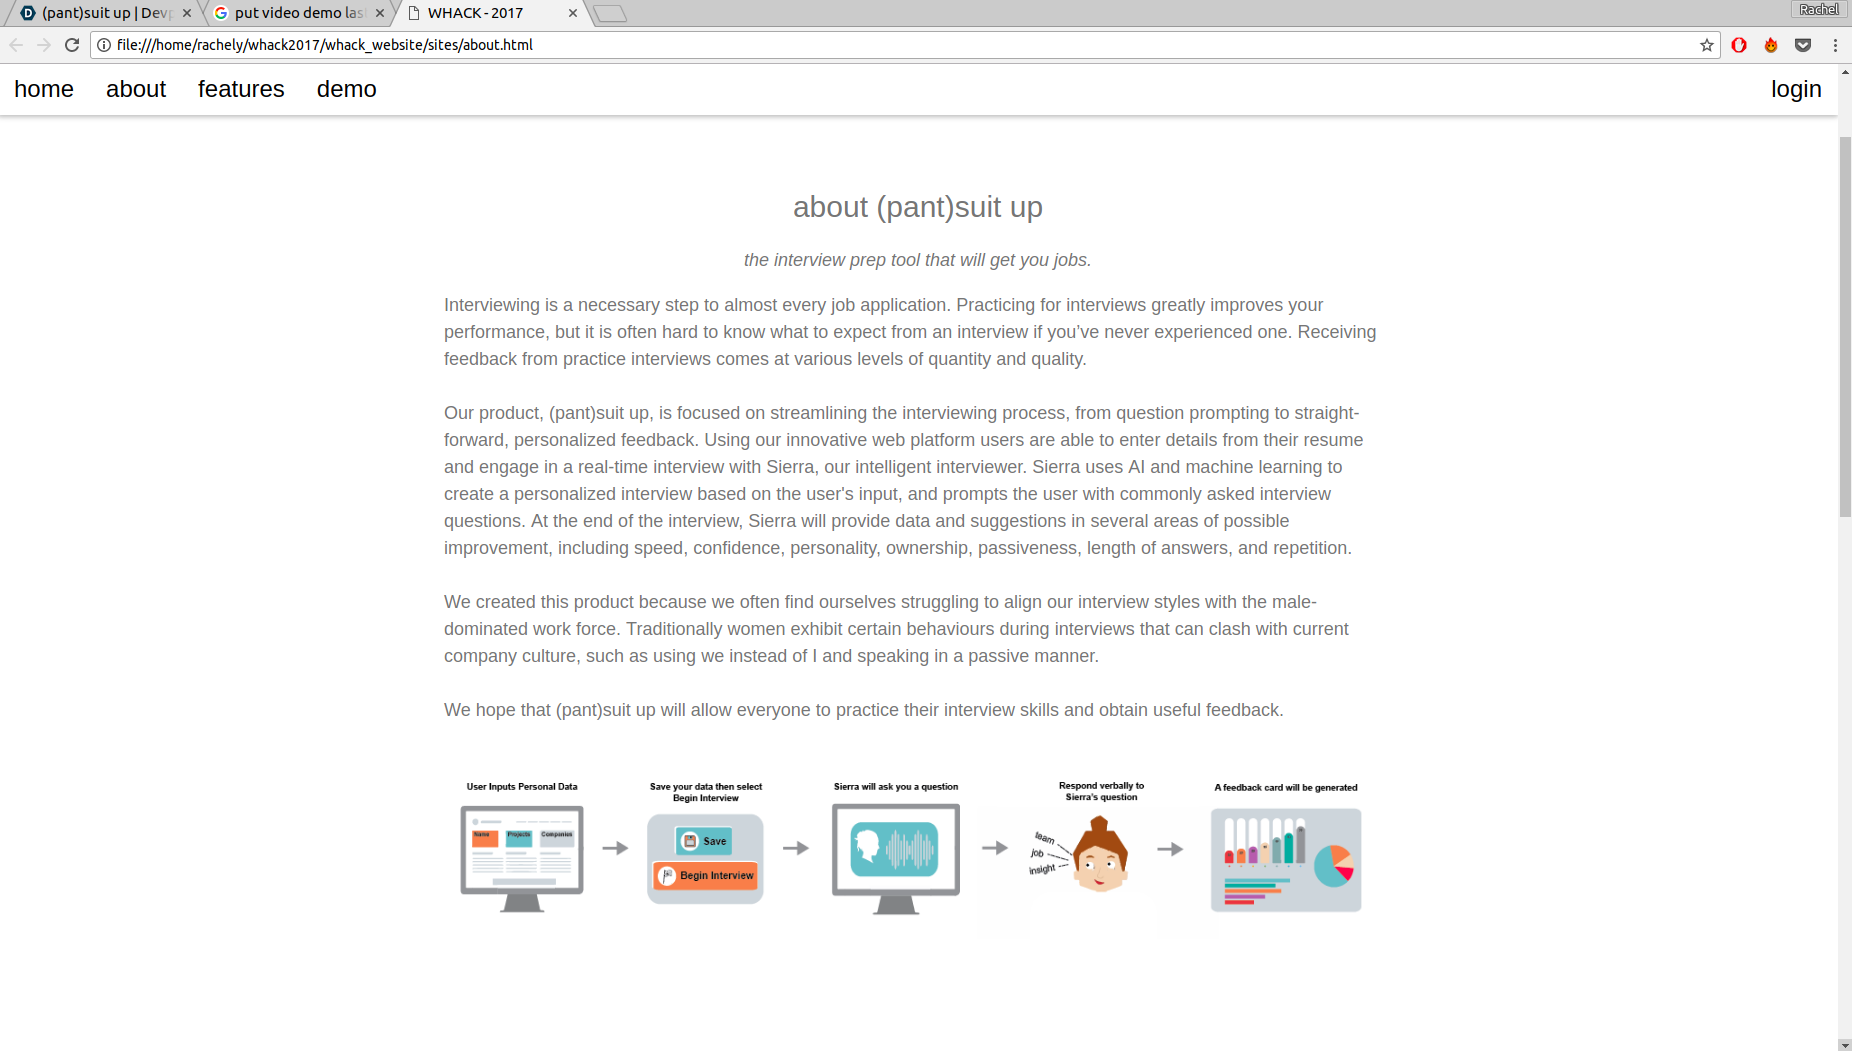 (pant)suit up | Devp
put video demo las
WHACK - 2017
Rachel
file:///home/rachely/whack2017/whack_website/sites/about.html
home about features demo login
about (pant)suit up
the interview prep tool that will get you jobs.
Interviewing is a necessary step to almost every job application. Practicing for interviews greatly improves your
performance, but it is often hard to know what to expect from an interview if you've never experienced one. Receiving
feedback from practice interviews comes at various levels of quantity and quality.
Our product, (pant)suit up, is focused on streamlining the interviewing process, from question prompting to straight-
forward, personalized feedback. Using our innovative web platform users are able to enter details from their resume
and engage in a real-time interview with Sierra, our intelligent interviewer. Sierra uses AI and machine learning to
create a personalized interview based on the user's input, and prompts the user with commonly asked interview
questions. At the end of the interview, Sierra will provide data and suggestions in several areas of possible
improvement, including speed, confidence, personality, ownership, passiveness, length of answers, and repetition.
We created this product because we often find ourselves struggling to align our interview styles with the male-
dominated work force. Traditionally women exhibit certain behaviours during interviews that can clash with current
company culture, such as using we instead of I and speaking in a passive manner.
We hope that (pant)suit up will allow everyone to practice their interview skills and obtain useful feedback.
User Inputs Personal Data
Name Projects Companies
Save your data then select
Begin Interview
Save
Begin Interview
Sierra will ask you a question
Respond verbally to
Sierra's question
team
job
insight
A feedback card will be generated